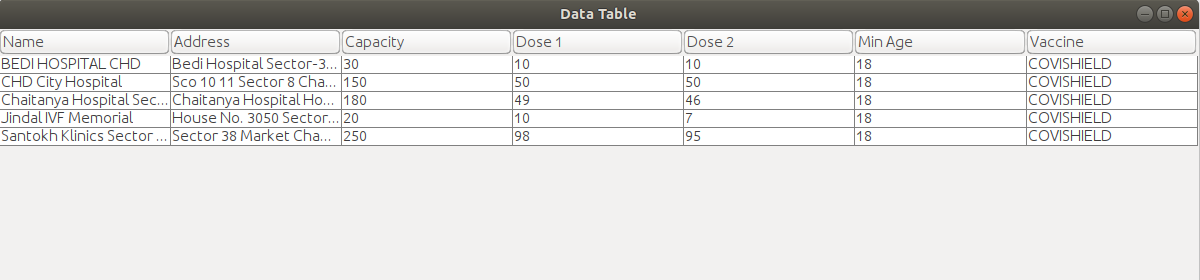 Data Table
Name Address Capacity Dose 1 Dose 2 Min Age Vaccine
BEDI HOSPITAL CHD Bedi Hospital Sector-3... 30 10 10 18 COVISHIELD
CHD City Hospital Sco 10 11 Sector 8 Cha... 150 50 50 18 COVISHIELD
Chaitanya Hospital Sec... Chaitanya Hospital Ho... 180 49 46 18 COVISHIELD
Jindal IVF Memorial House No. 3050 Sector... 20 10 7 18 COVISHIELD
Santokh Klinics Sector ... Sector 38 Market Cha... 250 98 95 18 COVISHIELD